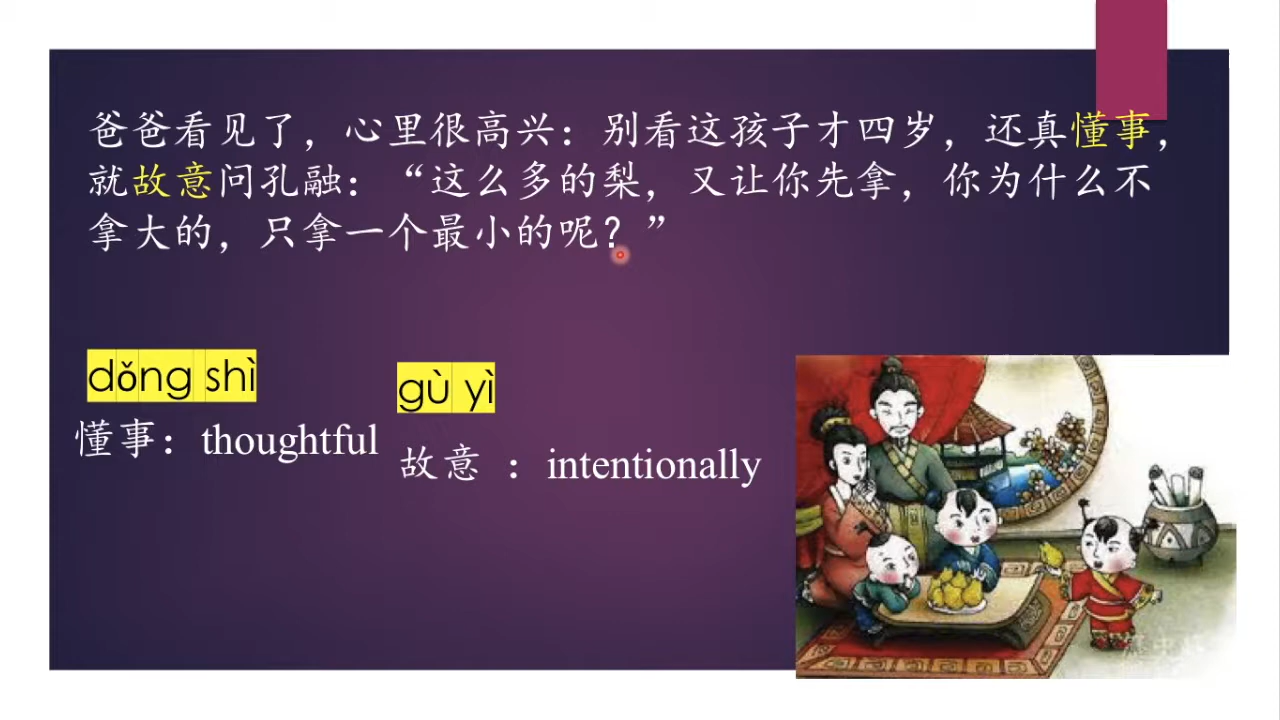 爸爸看见了，心里很高兴：别看这孩子才四岁，还真懂事，
就故意问孔融：“这么多的梨，又让你先拿，你为什么不
拿大的，只拿一个最小的呢？”
dǒng shì
懂事：thoughtful
gù yì
故意 ：intentionally